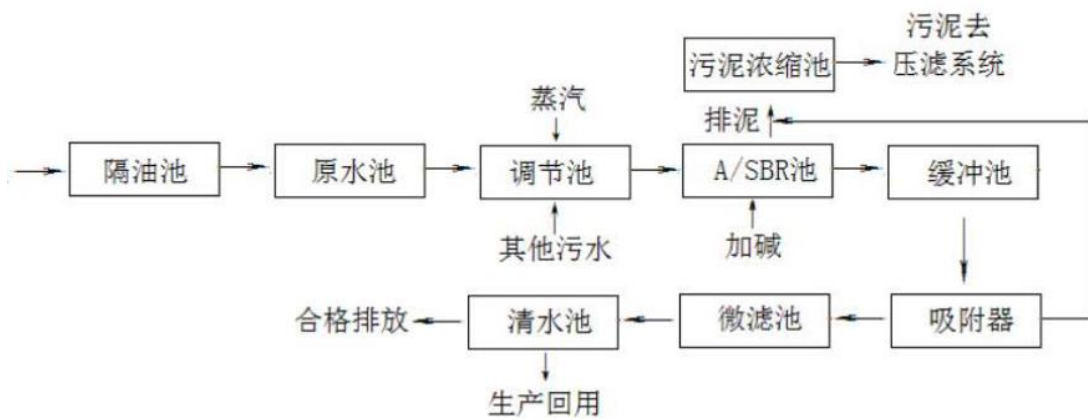 污泥去
压滤系统
污泥浓缩池
蒸汽
排泥
隔油池
原水池
调节池
A/SBR池
缓冲池
其他污水
加碱
合格排放
清水池
微滤池
吸附器
生产回用